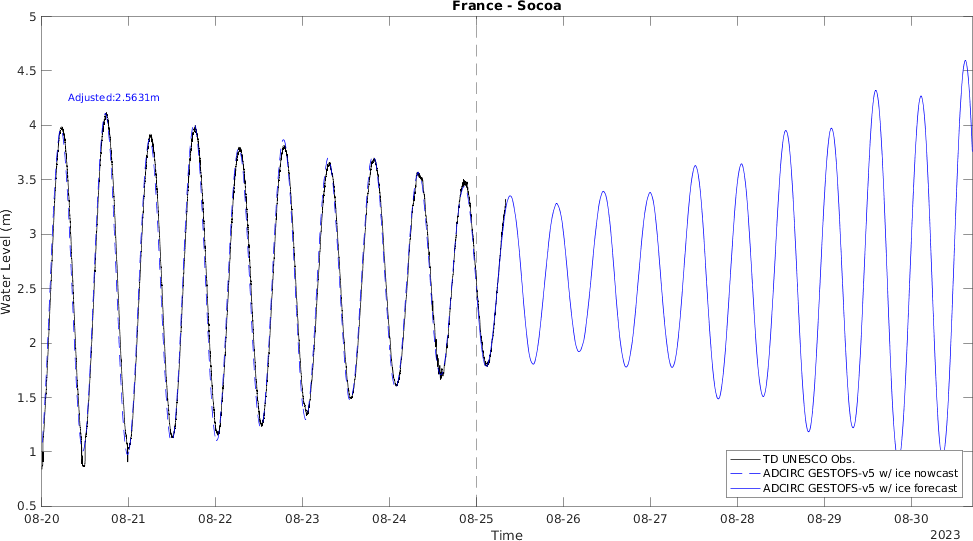 France - Socoa
5
4.5
4
3.5
3
2.5
2
1.5
1
0.5
Water Level (m)
Adjusted:2.5631m
TD UNESCO Obs.
ADCIRC GESTOFS-v5 w/ ice nowcast
ADCIRC GESTOFS-v5 w/ ice forecast
08-20 08-21 08-22 08-23 08-24 08-25 08-26 08-27 08-28 08-29 08-30
Time
2023